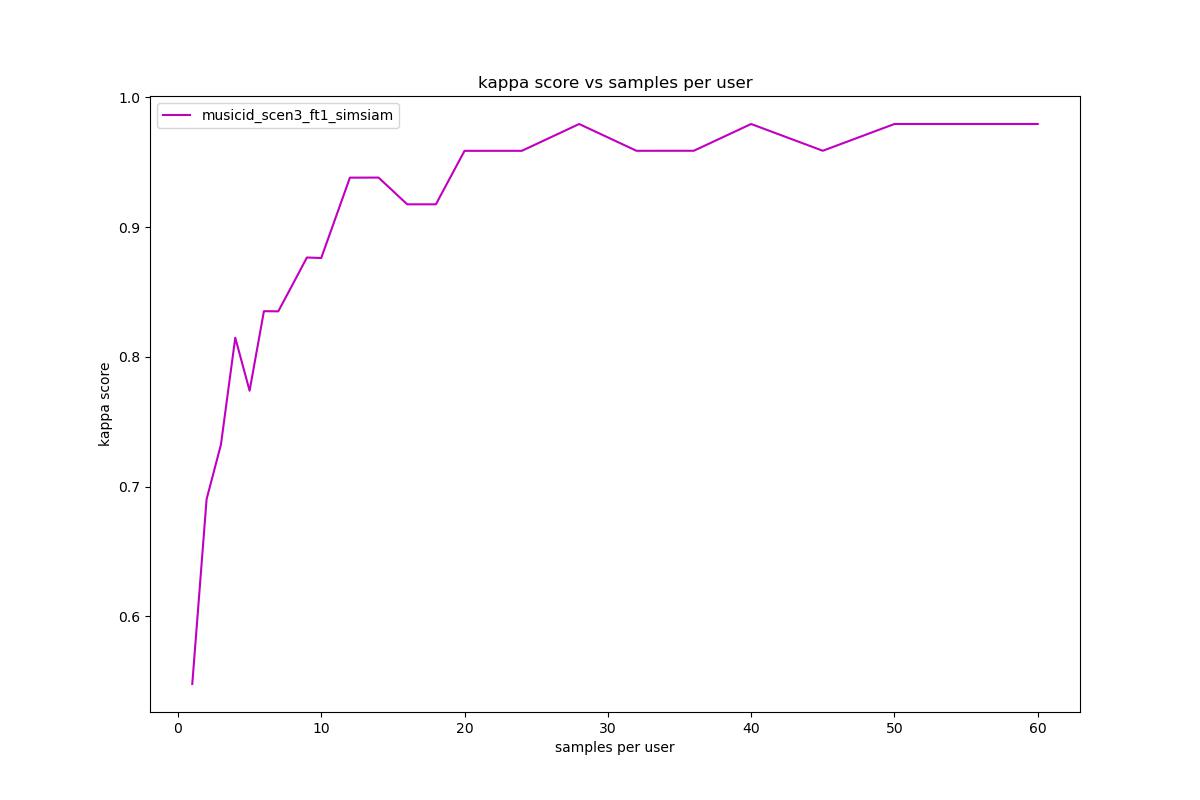 kappa score vs samples per user
musicid_scen3_ft1_simsiam
1.0
0.9
0.8
0.7
0.6
kappa score
0 10 20 30 40 50 60
samples per user